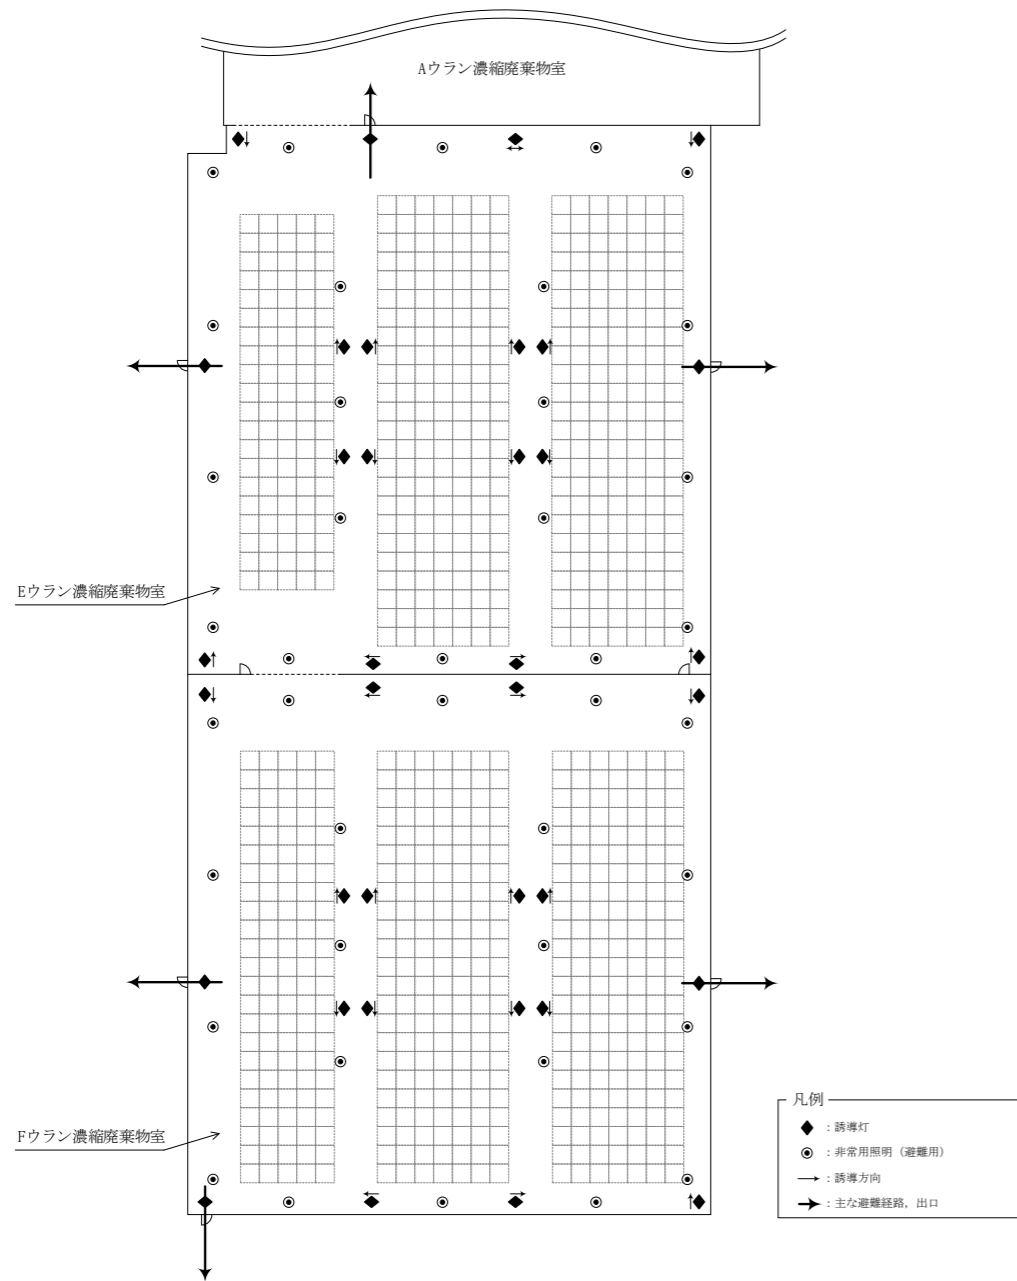 Aウラン濃縮廃棄物室
Eウラン濃縮廃棄物室
Fウラン濃縮廃棄物室
凡例
：誘導灯
：非常用照明（避難用）
：誘導方向
：主な避難経路，出口